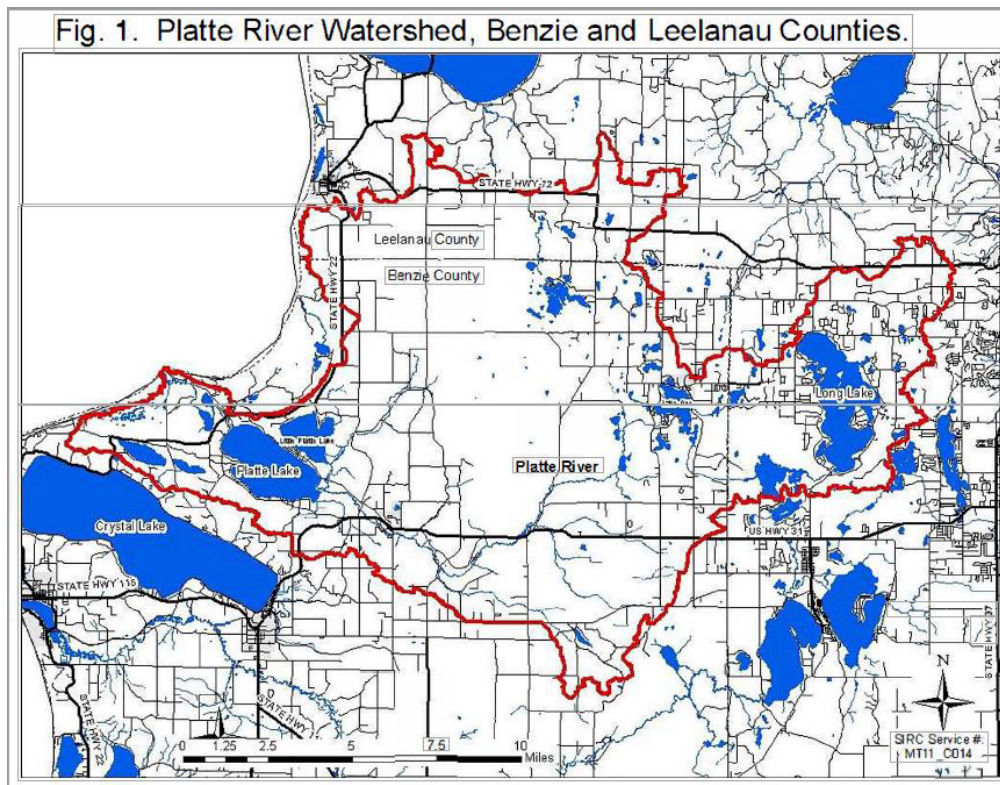 Fig. 1. Platte River Watershed, Benzie and Leelanau Counties.
STATE HWY 72
Leelanau County
Benzie County
STATE HWY 22
Long Lake
Little Platte Lake
Platte Lake
Platte River
Crystal Lake
US HWY 31
STATE HWY 115
STATE HWY
STATE HWY 22
STATE HWY 37
N
0 1.25 2.5 5 7.5 10
Miles
SIRC Service #:
MT11_C014